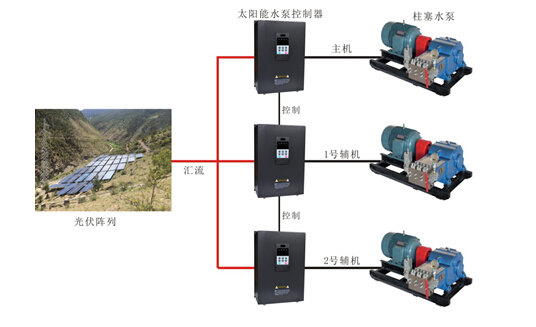 太阳能水泵控制器
柱塞水泵
主机
控制
1号辅机
汇流
光伏阵列
控制
2号辅机